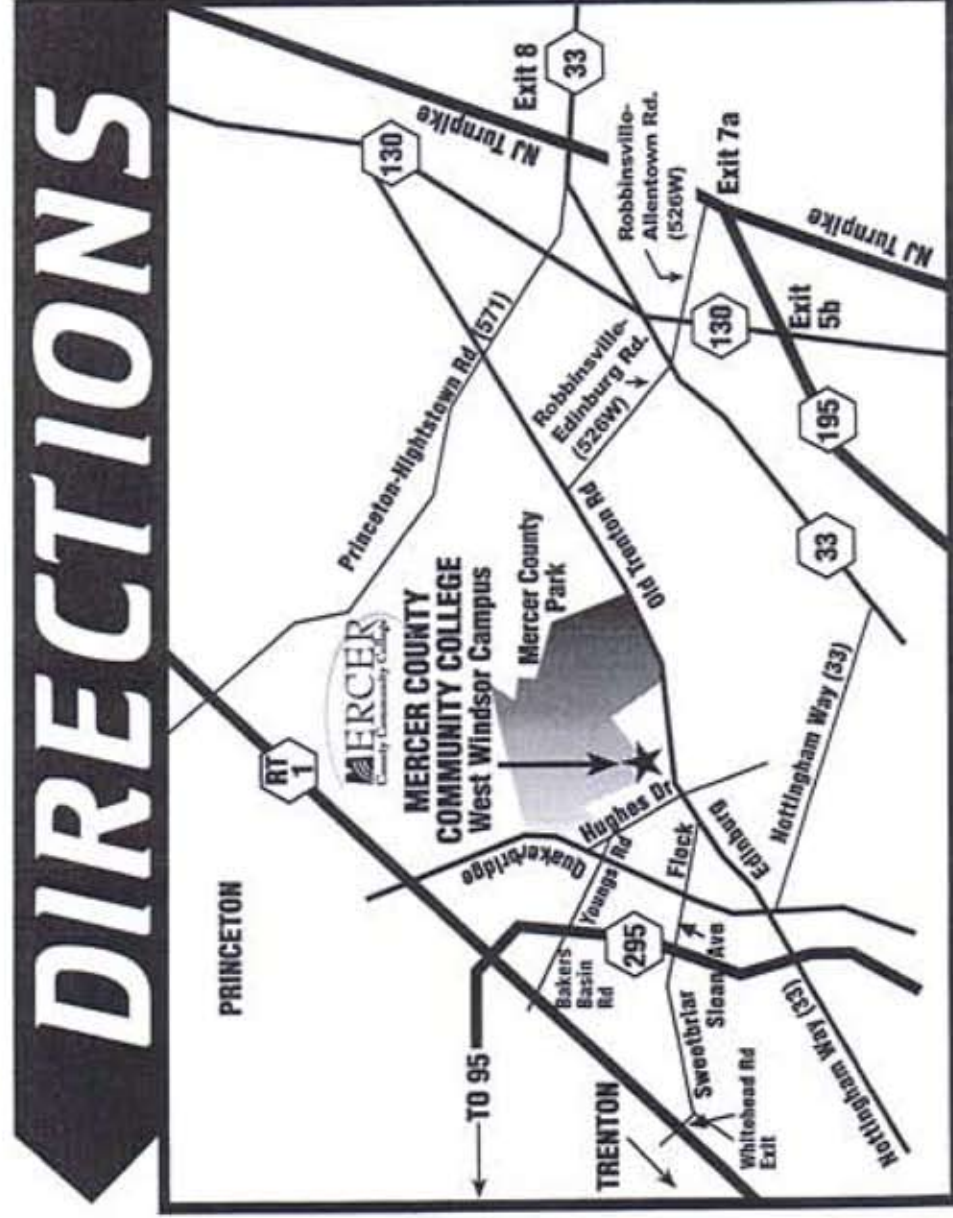 DIRECTIONS
PRINCETON
RT
1
TO 95
TRENTON
MERCER
County Community College
MERCER COUNTY
COMMUNITY COLLEGE
West Windsor Campus
Mercer County
Park
Princeton-Hightstown Rd. (571)
130
NJ Turnpike
Exit 8
33
Robbinsville-
Allentown Rd.
(526W)
Exit 7a
NJ Turnpike
Robbinsville-
Edinburg Rd.
(526W)
130
Exit
5b
195
33
Old Trenton Rd
Quakerbridge
Hughes Dr
Youngs Rd
Flock
Edinburg
Nottingham Way (33)
Bakers
Basin
Rd
295
Sweetbriar
Sloan Ave
Whitehead Rd
Exit
Nottingham Way (33)